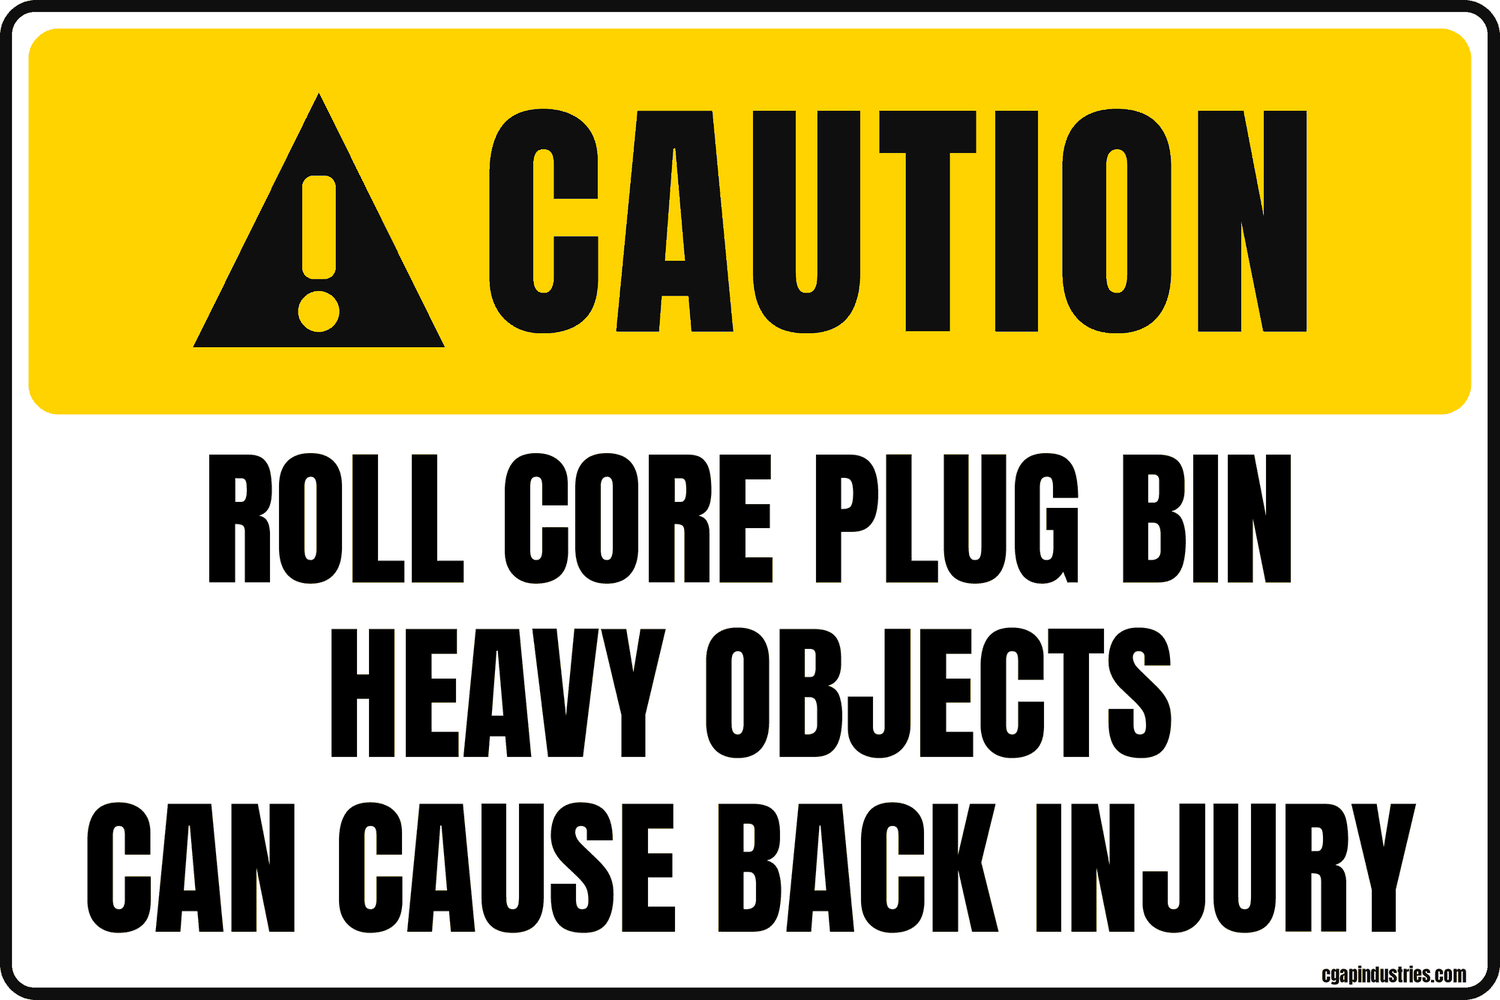 CAUTION
ROLL CORE PLUG BIN
HEAVY OBJECTS
CAN CAUSE BACK INJURY
cgapindustries.com